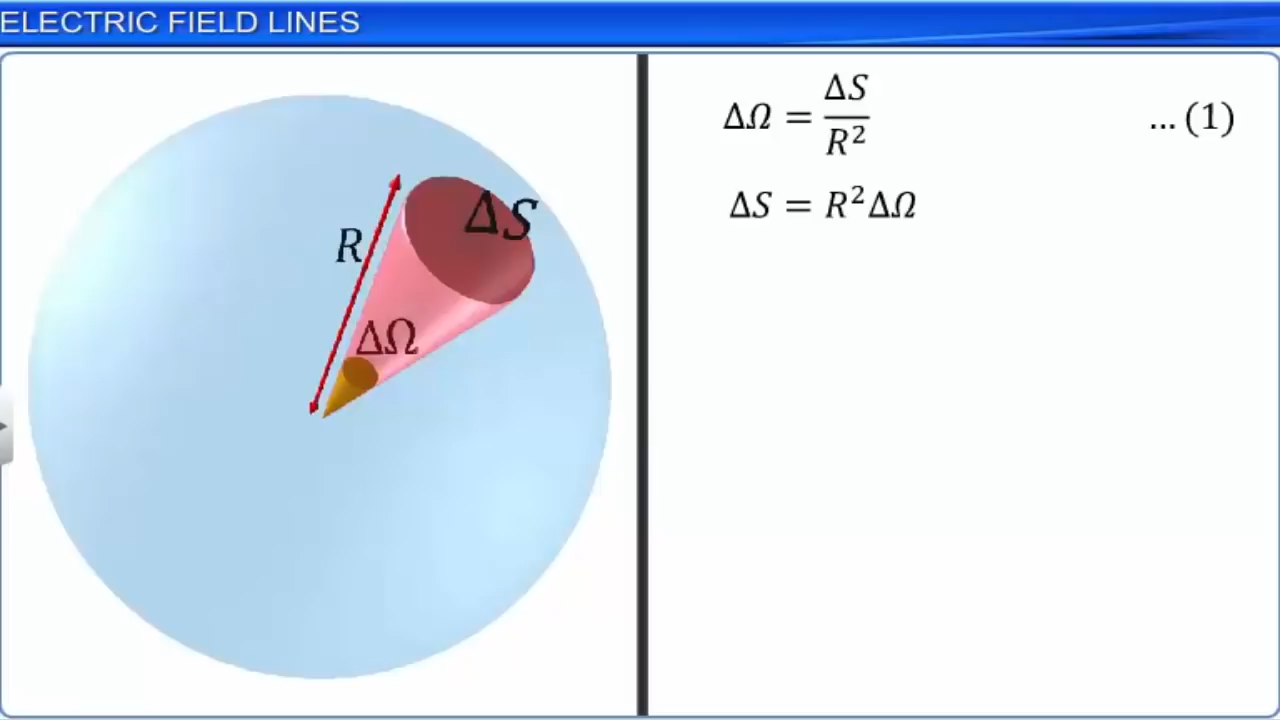 ELECTRIC FIELD LINES
ΔS
R
ΔΩ
ΔΩ = ΔS/R² ... (1)
ΔS = R²ΔΩ